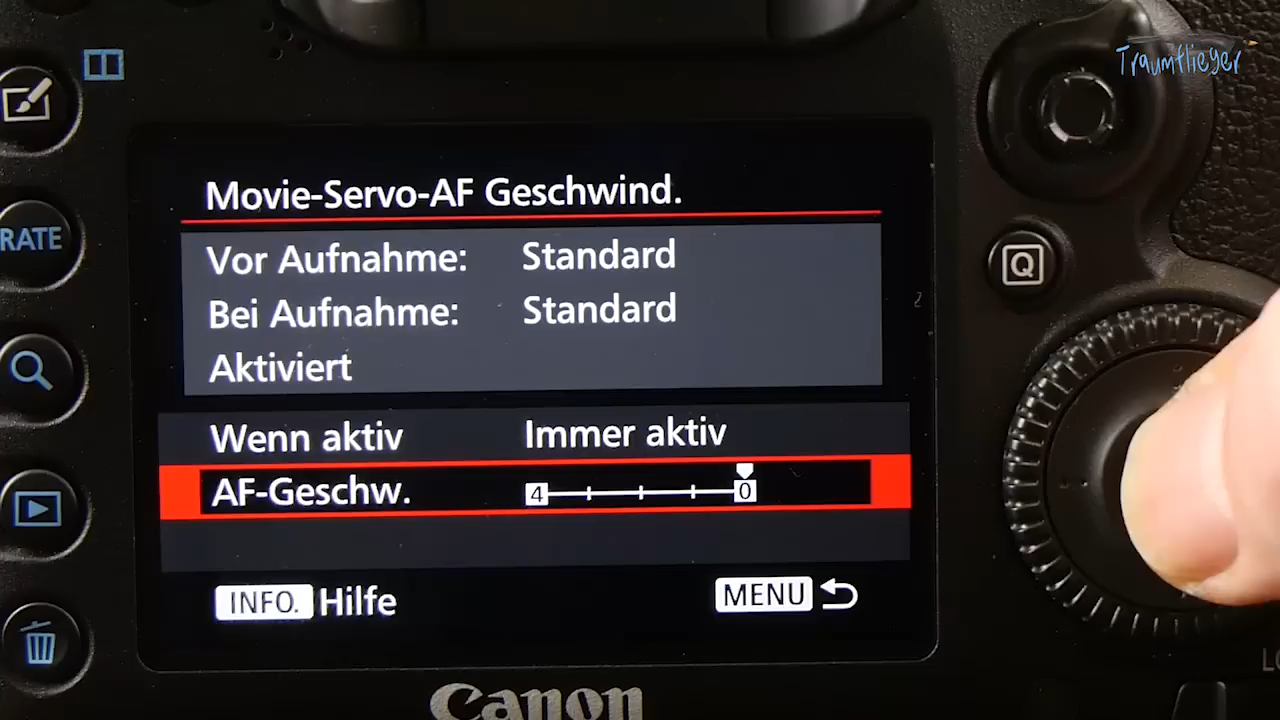 Traumflieger
RATE
Movie-Servo-AF Geschwind.
Vor Aufnahme: Standard
Bei Aufnahme: Standard
Aktiviert
Q
Wenn aktiv Immer aktiv
AF-Geschw. 4 0
INFO. Hilfe MENU
Canon